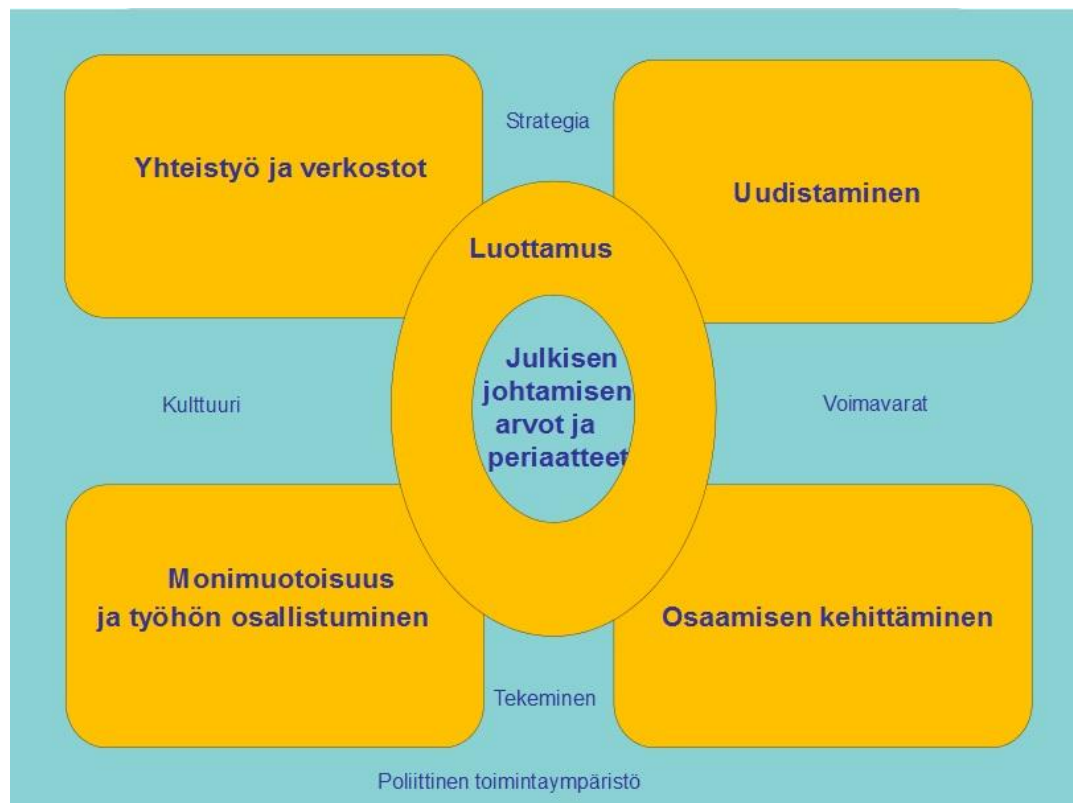 Strategia
Yhteistyö ja verkostot
Uudistaminen
Luottamus
Julkisen
johtamisen
arvot ja
periaatteet
Kulttuuri
Voimavarat
Monimuotoisuus
ja työhön osallistuminen
Osaamisen kehittäminen
Tekeminen
Poliittinen toimintaympäristö